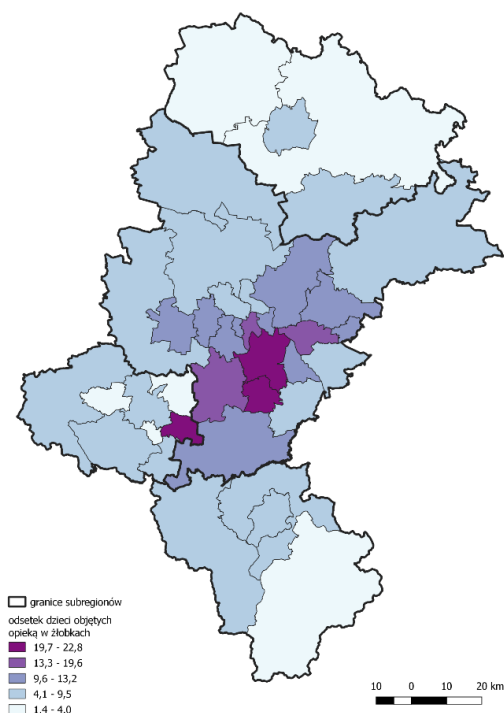 granice subregionów
odsetek dzieci objętych
opieką w żłobkach
19,7 - 22,8
13,3 - 19,6
9,6 - 13,2
4,1 - 9,5
1,4 - 4,0
10 0 10 20 km